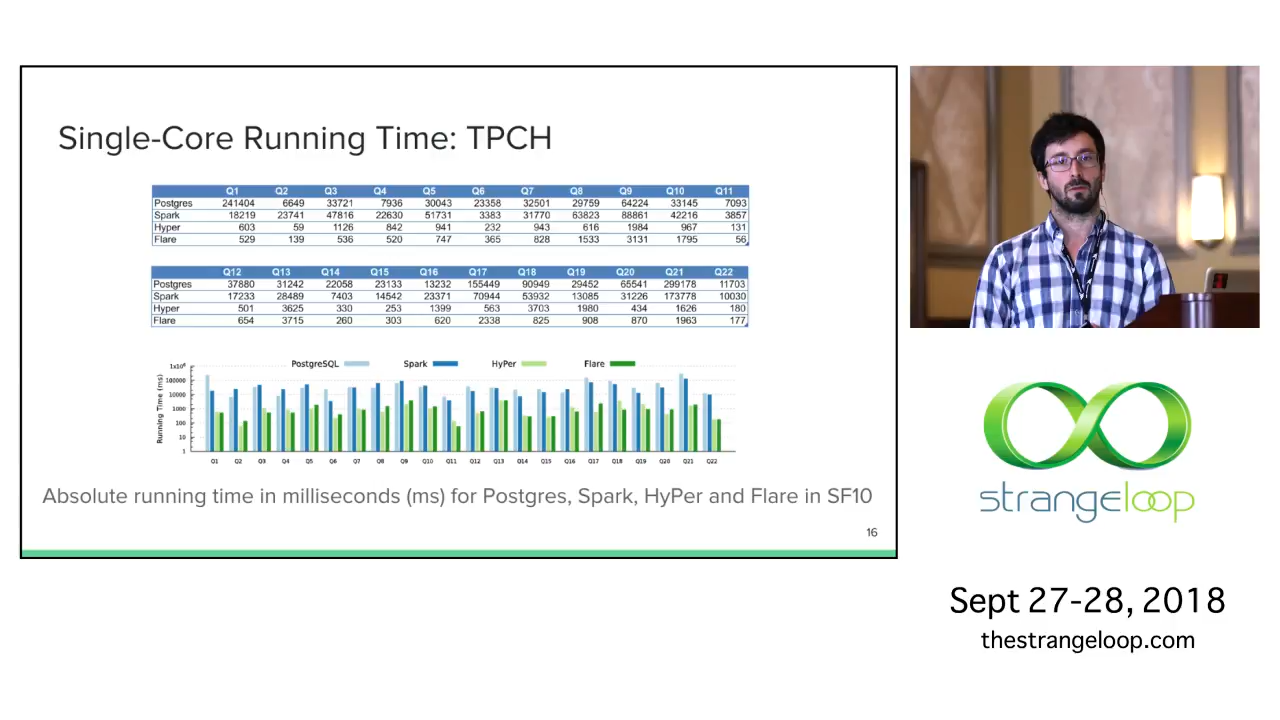 Single-Core Running Time: TPCH
Q1 Q2 Q3 Q4 Q5 Q6 Q7 Q8 Q9 Q10 Q11
Postgres 241404 6649 33721 7936 30043 23358 32501 29759 64224 33145 7093
Spark 18219 23741 47816 22630 51731 3383 31770 63823 88861 42216 3857
Hyper 603 59 1126 842 941 232 943 616 1984 967 131
Flare 529 139 536 520 747 365 828 1533 3131 1795 56
Q12 Q13 Q14 Q15 Q16 Q17 Q18 Q19 Q20 Q21 Q22
Postgres 37880 31242 22058 23133 13232 155449 90949 29452 65541 299178 11703
Spark 17233 28489 7403 14542 23371 70944 53932 13085 31226 173778 10030
Hyper 501 3625 330 253 1399 563 3703 1980 434 1626 180
Flare 654 3715 260 303 620 2338 825 908 870 1963 177
PostgreSQL Spark HyPer Flare
Running Time (ms)
1x10⁶
100000
10000
1000
100
10
1
Q1 Q2 Q3 Q4 Q5 Q6 Q7 Q8 Q9 Q10 Q11 Q12 Q13 Q14 Q15 Q16 Q17 Q18 Q19 Q20 Q21 Q22
Absolute running time in milliseconds (ms) for Postgres, Spark, HyPer and Flare in SF10
16
strangeloop
Sept 27-28, 2018
thestrangeloop.com